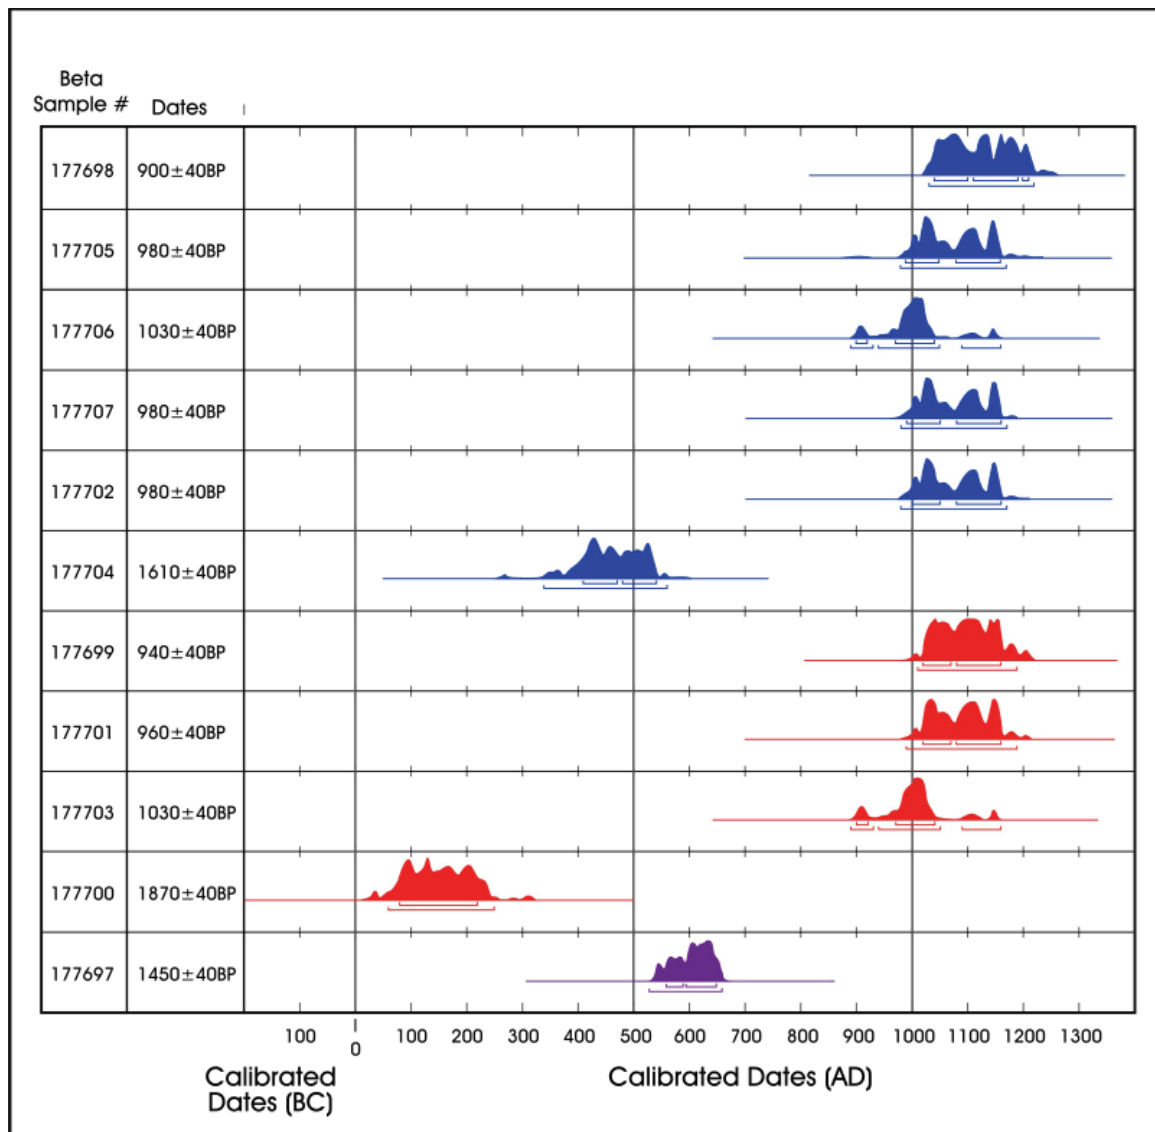 Beta
Sample # Dates
177698 900±40BP
177705 980±40BP
177706 1030±40BP
177707 980±40BP
177702 980±40BP
177704 1610±40BP
177699 940±40BP
177701 960±40BP
177703 1030±40BP
177700 1870±40BP
177697 1450±40BP
100 0 100 200 300 400 500 600 700 800 900 1000 1100 1200 1300
Calibrated
Dates (BC)
Calibrated Dates (AD)